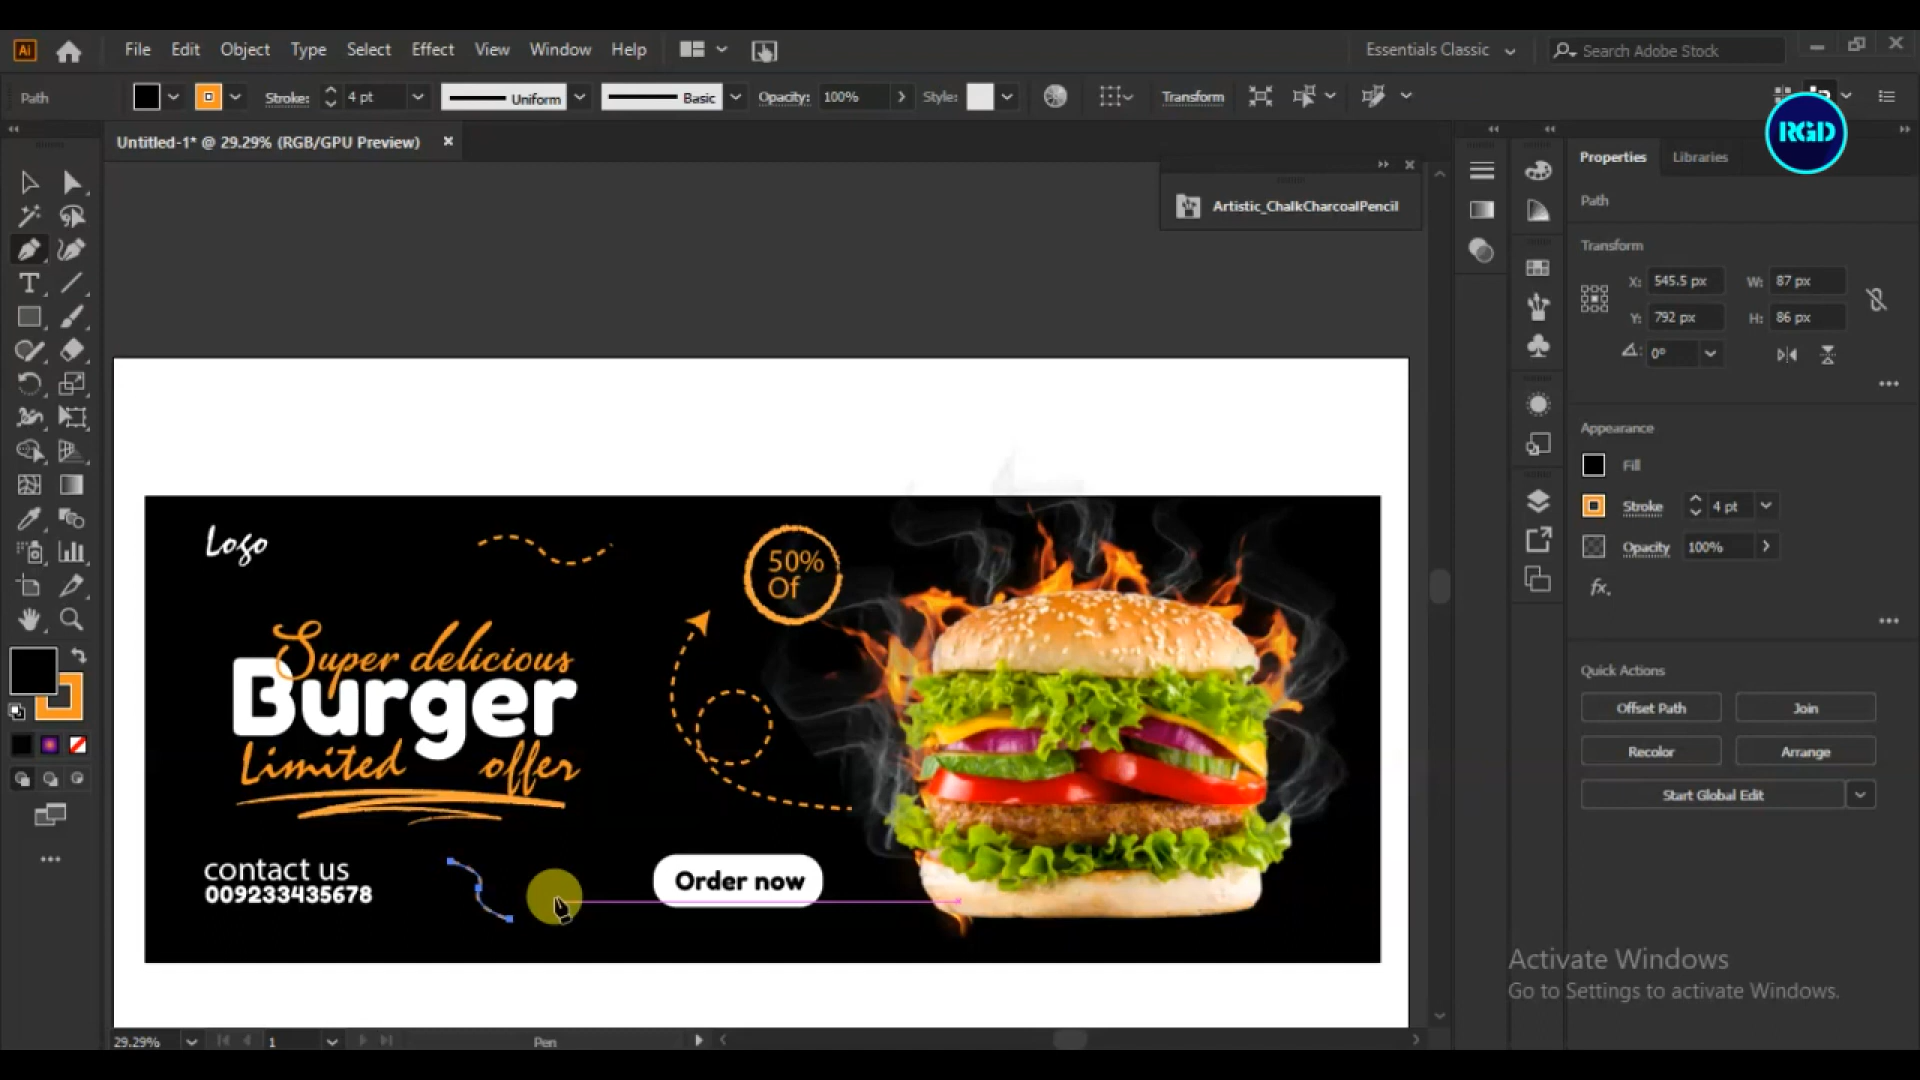 Ai File Edit Object Type Select Effect View Window Help Essentials Classic Search Adobe Stock
Path Stroke: 4 pt Uniform Basic Opacity: 100% Style: Transform
Untitled-1* @ 29.29% (RGB/GPU Preview)
RGD
Artistic_ChalkCharcoalPencil
Properties Libraries
Path
Transform
X: 545.5 px W: 87 px
Y: 792 px H: 86 px
0°
Appearance
Fill
Stroke 4 pt
Opacity 100%
fx.
Quick Actions
Offset Path Join
Recolor Arrange
Start Global Edit
Logo
50%
Of
Super delicious
Burger
Limited offer
contact us
009233435678
Order now
Activate Windows
Go to Settings to activate Windows.
29.29% 1 Pen